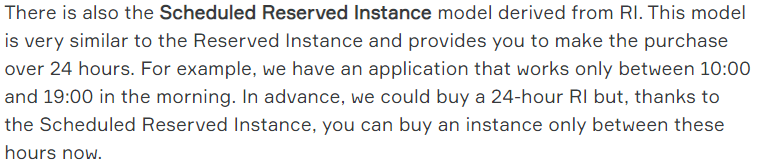 There is also the Scheduled Reserved Instance model derived from RI. This model
is very similar to the Reserved Instance and provides you to make the purchase
over 24 hours. For example, we have an application that works only between 10:00
and 19:00 in the morning. In advance, we could buy a 24-hour RI but, thanks to
the Scheduled Reserved Instance, you can buy an instance only between these
hours now.